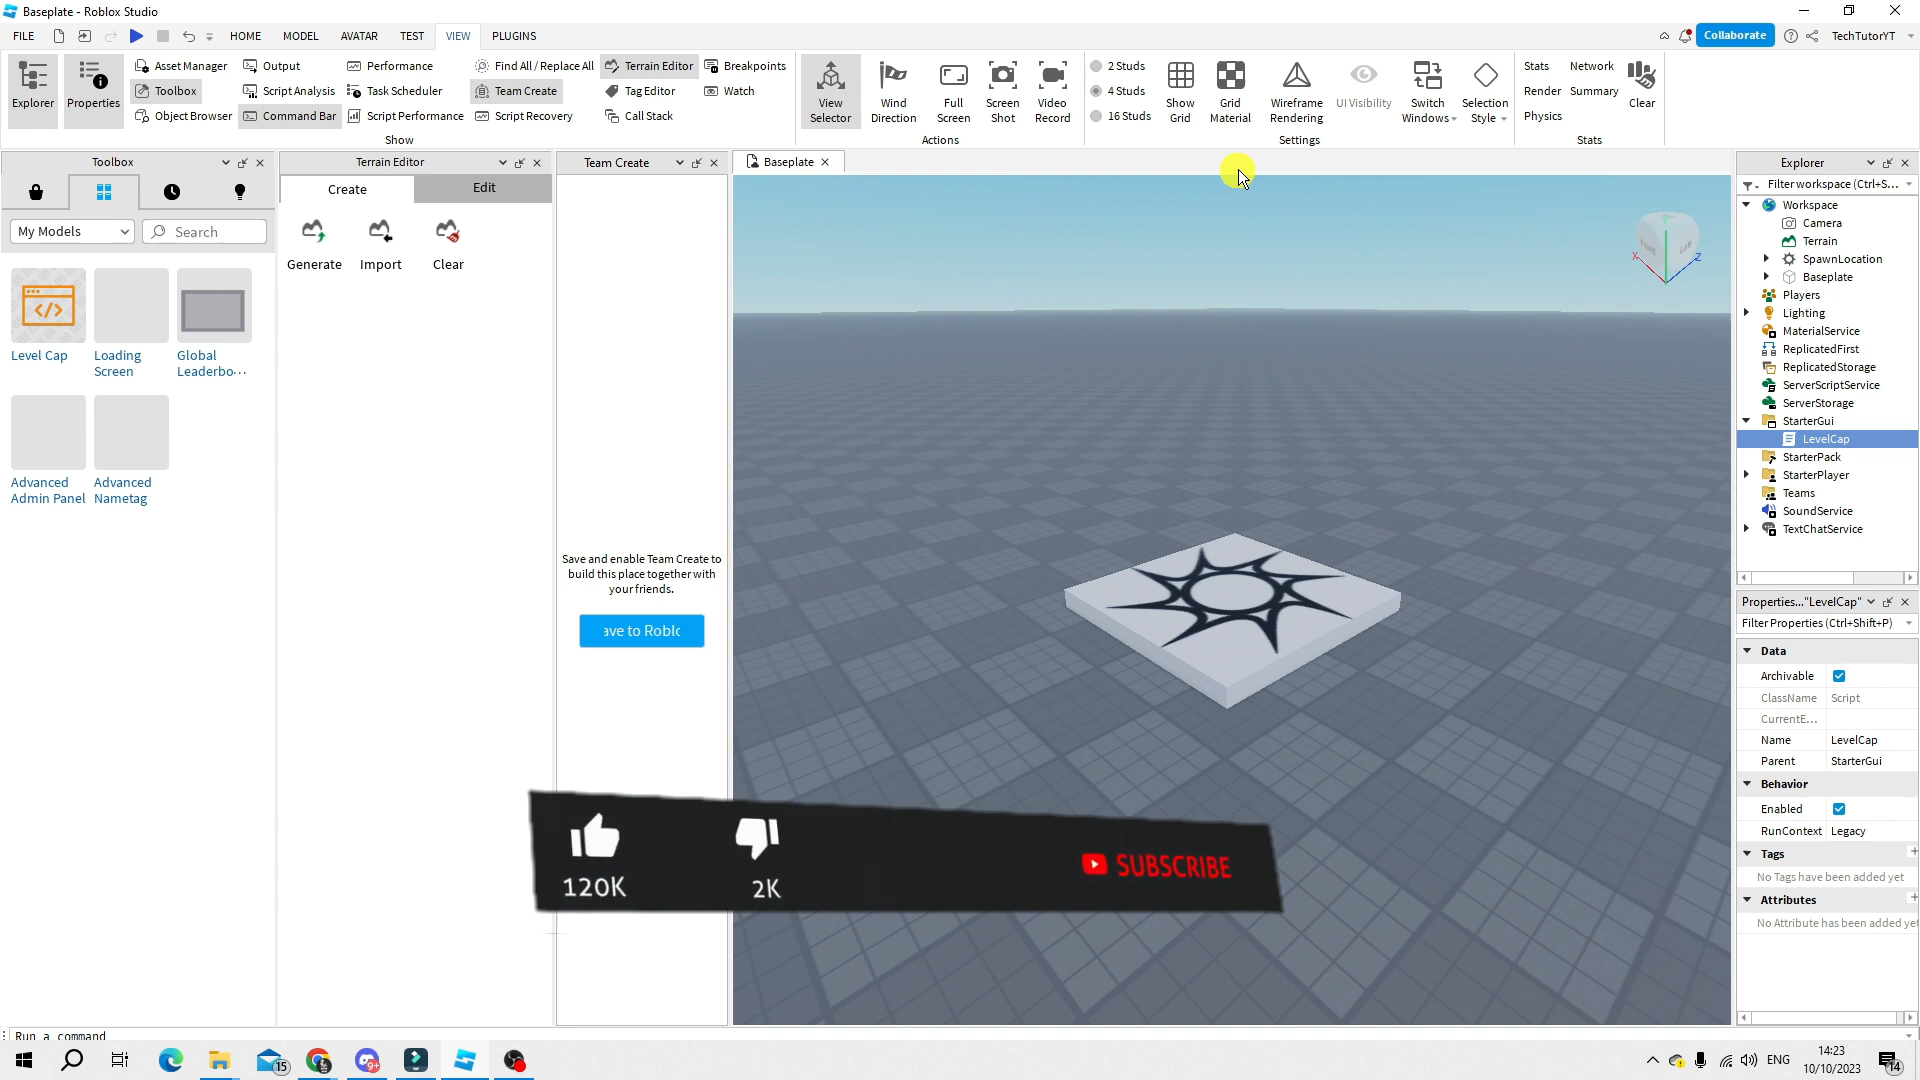 Baseplate - Roblox Studio
FILE HOME MODEL AVATAR TEST VIEW PLUGINS Collaborate TechTutorYT
Explorer
Properties
Asset Manager
Toolbox
Object Browser
Output
Script Analysis
Command Bar
Performance
Task Scheduler
Script Performance
Find All / Replace All
Team Create
Script Recovery
Terrain Editor
Tag Editor
Call Stack
Breakpoints
Watch
Show
View
Selector
Wind
Direction
Full
Screen
Screen
Shot
Video
Record
Actions
2 Studs
4 Studs
16 Studs
Show
Grid
Grid
Material
Wireframe
Rendering
UI Visibility
Switch
Windows
Selection
Style
Settings
Stats
Render
Physics
Network
Summary
Clear
Stats
Toolbox
My Models
Search
Level Cap
Loading
Screen
Global
Leaderbo...
Advanced
Admin Panel
Advanced
Nametag
Terrain Editor
Create
Edit
Generate
Import
Clear
Team Create
Save and enable Team Create to
build this place together with
your friends.
ave to Roblo
Baseplate
X
Z
120K
2K
SUBSCRIBE
Explorer
Filter workspace (Ctrl+S...
Workspace
Camera
Terrain
SpawnLocation
Baseplate
Players
Lighting
MaterialService
ReplicatedFirst
ReplicatedStorage
ServerScriptService
ServerStorage
StarterGui
LevelCap
StarterPack
StarterPlayer
Teams
SoundService
TextChatService
Properties..."LevelCap"
Filter Properties (Ctrl+Shift+P)
Data
Archivable
ClassName Script
CurrentE...
Name LevelCap
Parent StarterGui
Behavior
Enabled
RunContext Legacy
Tags
No Tags have been added yet
Attributes
No Attribute has been added yet
Run a command
15
9+
ENG
14:23
10/10/2023
14